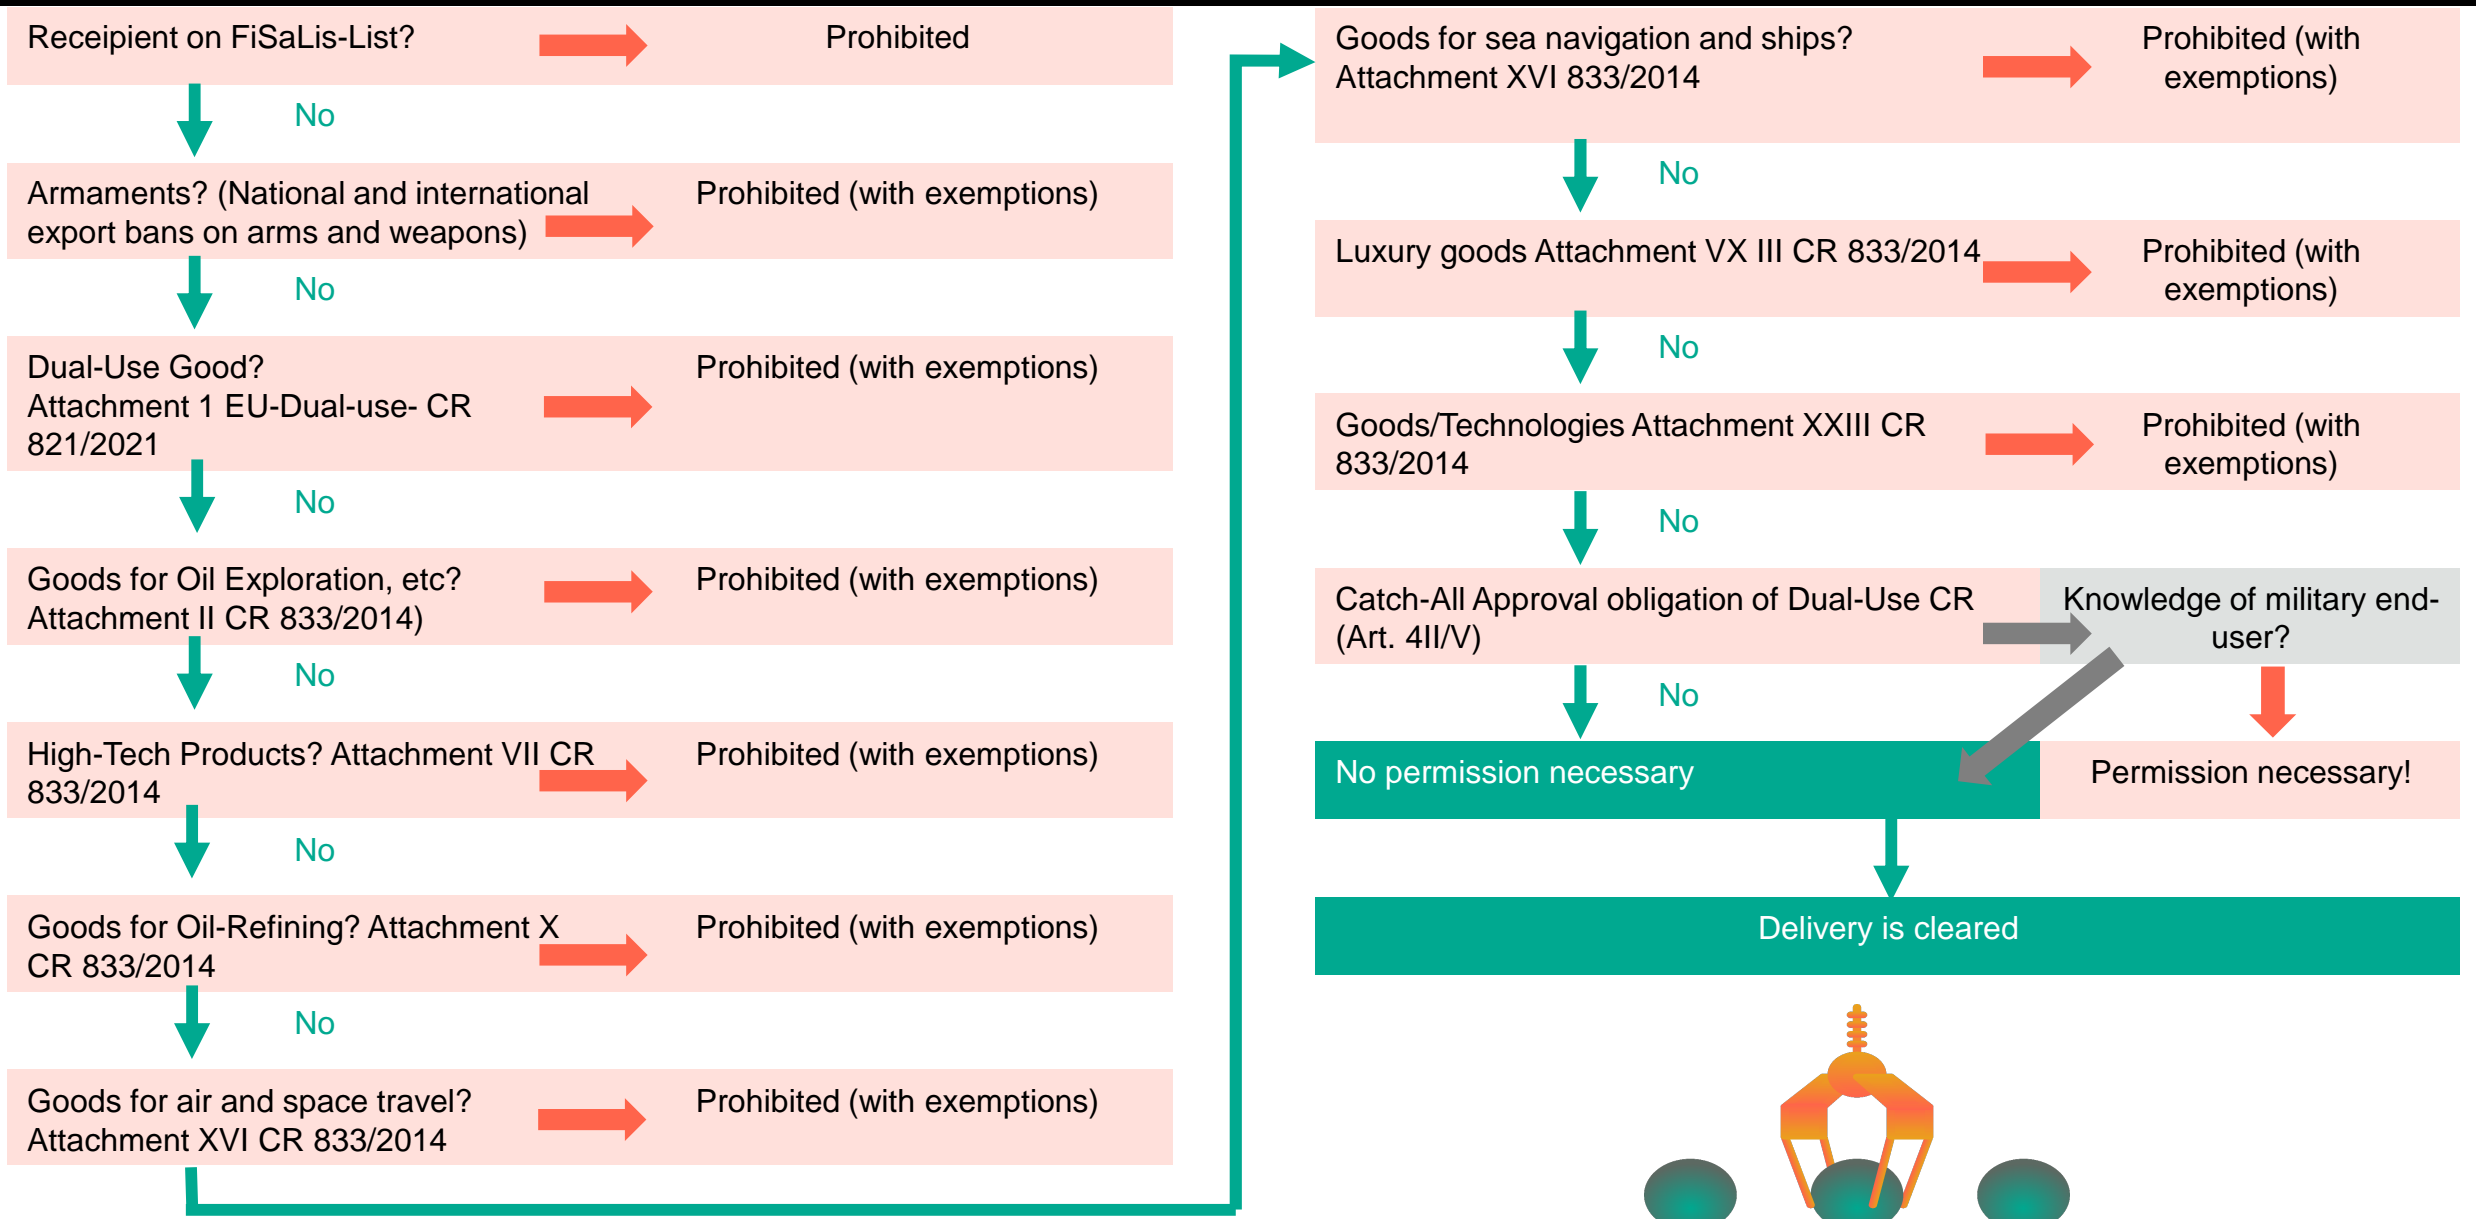 Receipient on FiSaLis-List?
Prohibited
No
Armaments? (National and international
export bans on arms and weapons)
Prohibited (with exemptions)
No
Dual-Use Good?
Attachment 1 EU-Dual-use- CR
821/2021
Prohibited (with exemptions)
No
Goods for Oil Exploration, etc?
Attachment II CR 833/2014)
Prohibited (with exemptions)
No
High-Tech Products? Attachment VII CR
833/2014
Prohibited (with exemptions)
No
Goods for Oil-Refining? Attachment X
CR 833/2014
Prohibited (with exemptions)
No
Goods for air and space travel?
Attachment XVI CR 833/2014
Prohibited (with exemptions)
Goods for sea navigation and ships?
Attachment XVI 833/2014
Prohibited (with
exemptions)
No
Luxury goods Attachment VX III CR 833/2014
Prohibited (with
exemptions)
No
Goods/Technologies Attachment XXIII CR
833/2014
Prohibited (with
exemptions)
No
Catch-All Approval obligation of Dual-Use CR
(Art. 4II/V)
Knowledge of military end-
user?
No
No permission necessary
Permission necessary!
Delivery is cleared